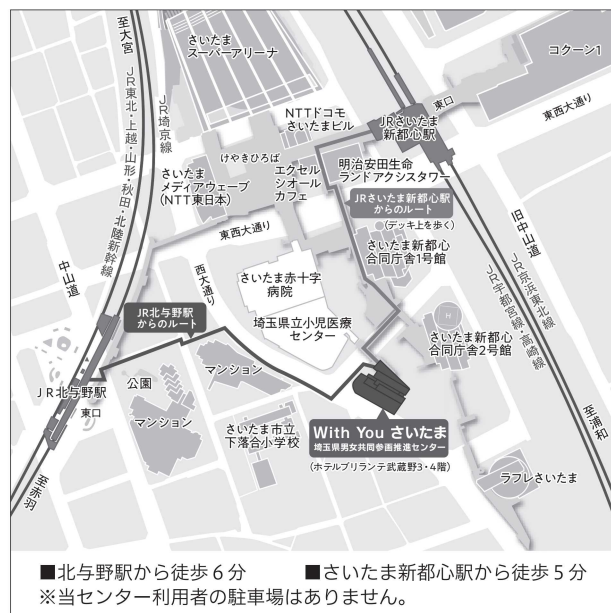 至大宮
JR東北・上越・山形・秋田・北陸新幹線
JR埼京線
さいたま
スーパーアリーナ
コクーン1
東口
東西大通り
NTTドコモ
さいたまビル
JRさいたま
新都心駅
けやきひろば
明治安田生命
ランドアクシスタワー
さいたま
メディアウェーブ
(NTT東日本)
エクセル
シオール
カフェ
JRさいたま新都心駅
からのルート
(デッキ上を歩く)
東西大通り
さいたま新都心
合同庁舎1号館
旧中山道
中山道
西大通り
さいたま赤十字
病院
JR京浜東北線
JR宇都宮線・高崎線
JR北与野駅
からのルート
埼玉県立小児医療
センター
さいたま新都心
合同庁舎2号館
JR北与野駅
東口
公園
マンション
マンション
さいたま市立
下落合小学校
With You さいたま
埼玉県男女共同参画推進センター
(ホテルブリランテ武蔵野3・4階)
至浦和
ラフレさいたま
至赤羽
■北与野駅から徒歩6分
■さいたま新都心駅から徒歩5分
※当センター利用者の駐車場はありません。